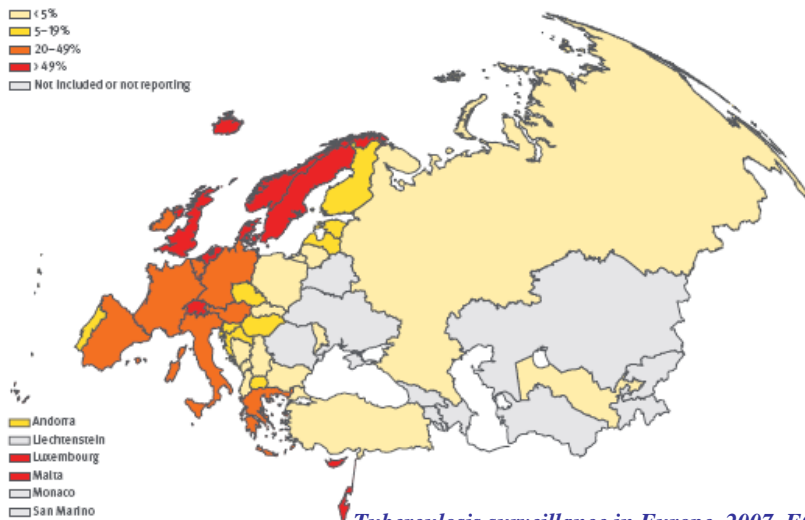 < 5%
5–19%
20–49%
> 49%
Not included or not reporting
Andorra
Liechtenstein
Luxembourg
Malta
Monaco
San Marino
Tuberculosis surveillance in Europe, 2007.